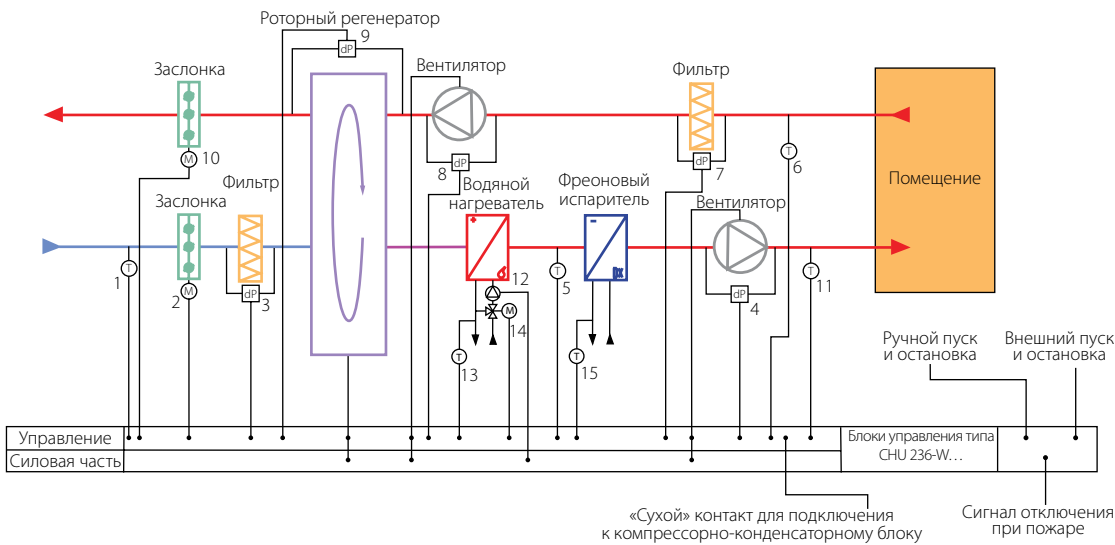 Роторный регенератор
9
dP
Заслонка
Вентилятор
Фильтр
M
10
dP
8
dP
7
T
6
Помещение
Фильтр
Заслонка
Водяной
нагреватель
Фреоновый
испаритель
Вентилятор
+
-
T
1
M
2
dP
3
12
T
5
dP
4
T
11
M
14
T
13
T
15
Ручной пуск
и остановка
Внешний пуск
и остановка
Управление
Силовая часть
Блоки управления типа
CHU 236-W...
«Сухой» контакт для подключения
к компрессорно-конденсаторному блоку
Сигнал отключения
при пожаре